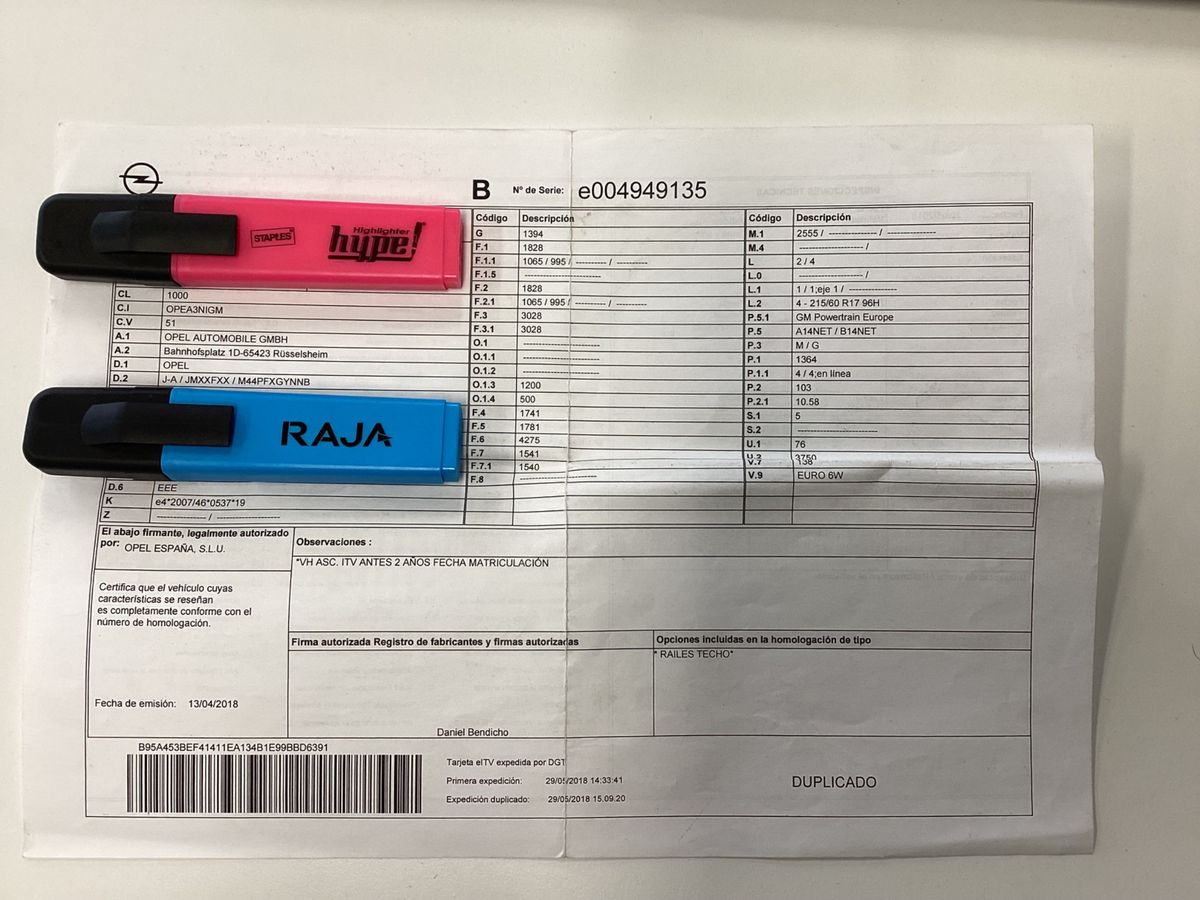 B Nº de Serie: e004949135
STAPLES
Highlighter
hype!
CL 1000
C.I OPEA3NIGM
C.V 51
A.1 OPEL AUTOMOBILE GMBH
A.2 Bahnhofsplatz 1D-65423 Rüsselsheim
D.1 OPEL
D.2 J-A / JMXXFXX / M44PFXGYNNB
RAJA
D.6 EEE
K e4*2007/46*0537*19
Z --------------- / -------------------
Código Descripción
G 1394
F.1 1828
F.1.1 1065 / 995 / ---------- / ----------
F.1.5 -----------------------
F.2 1828
F.2.1 1065 / 995 / ---------- / ----------
F.3 3028
F.3.1 3028
O.1 -----------------------
O.1.1 -----------------------
O.1.2 -----------------------
O.1.3 1200
O.1.4 500
F.4 1741
F.5 1781
F.6 4275
F.7 1541
F.7.1 1540
F.8 -----------------------
Código Descripción
M.1 2555 / --------------- / ---------------
M.4 -------------------- /
L 2 / 4
L.0 -------------------- /
L.1 1 / 1;eje 1 / ---------------
L.2 4 - 215/60 R17 96H
P.5.1 GM Powertrain Europe
P.5 A14NET / B14NET
P.3 M / G
P.1 1364
P.1.1 4 / 4;en línea
P.2 103
P.2.1 10.58
S.1 5
S.2 -------------------------
U.1 76
U.2 3750
V.7 138
V.9 EURO 6W
El abajo firmante, legalmente autorizado
por: OPEL ESPAÑA, S.L.U.
Certifica que el vehículo cuyas
características se reseñan
es completamente conforme con el
número de homologación.
Fecha de emisión: 13/04/2018
Observaciones :
*VH ASC. ITV ANTES 2 AÑOS FECHA MATRICULACIÓN
Firma autorizada Registro de fabricantes y firmas autorizadas
Daniel Bendicho
Opciones incluidas en la homologación de tipo
* RAILES TECHO*
B95A453BEF41411EA134B1E99BBD6391
Tarjeta eITV expedida por DGT
Primera expedición: 29/05/2018 14:33:41
Expedición duplicado: 29/05/2018 15.09.20
DUPLICADO